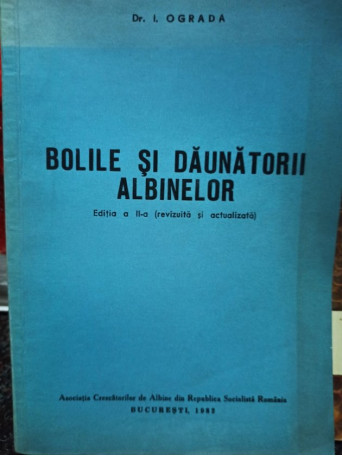 Dr. I. OGRADA
BOLILE ȘI DĂUNĂTORII
ALBINELOR
Ediția a II-a (revizuită și actualizată)
Asociația Crescătorilor de Albine din Republica Socialistă România
BUCUREȘTI, 1982